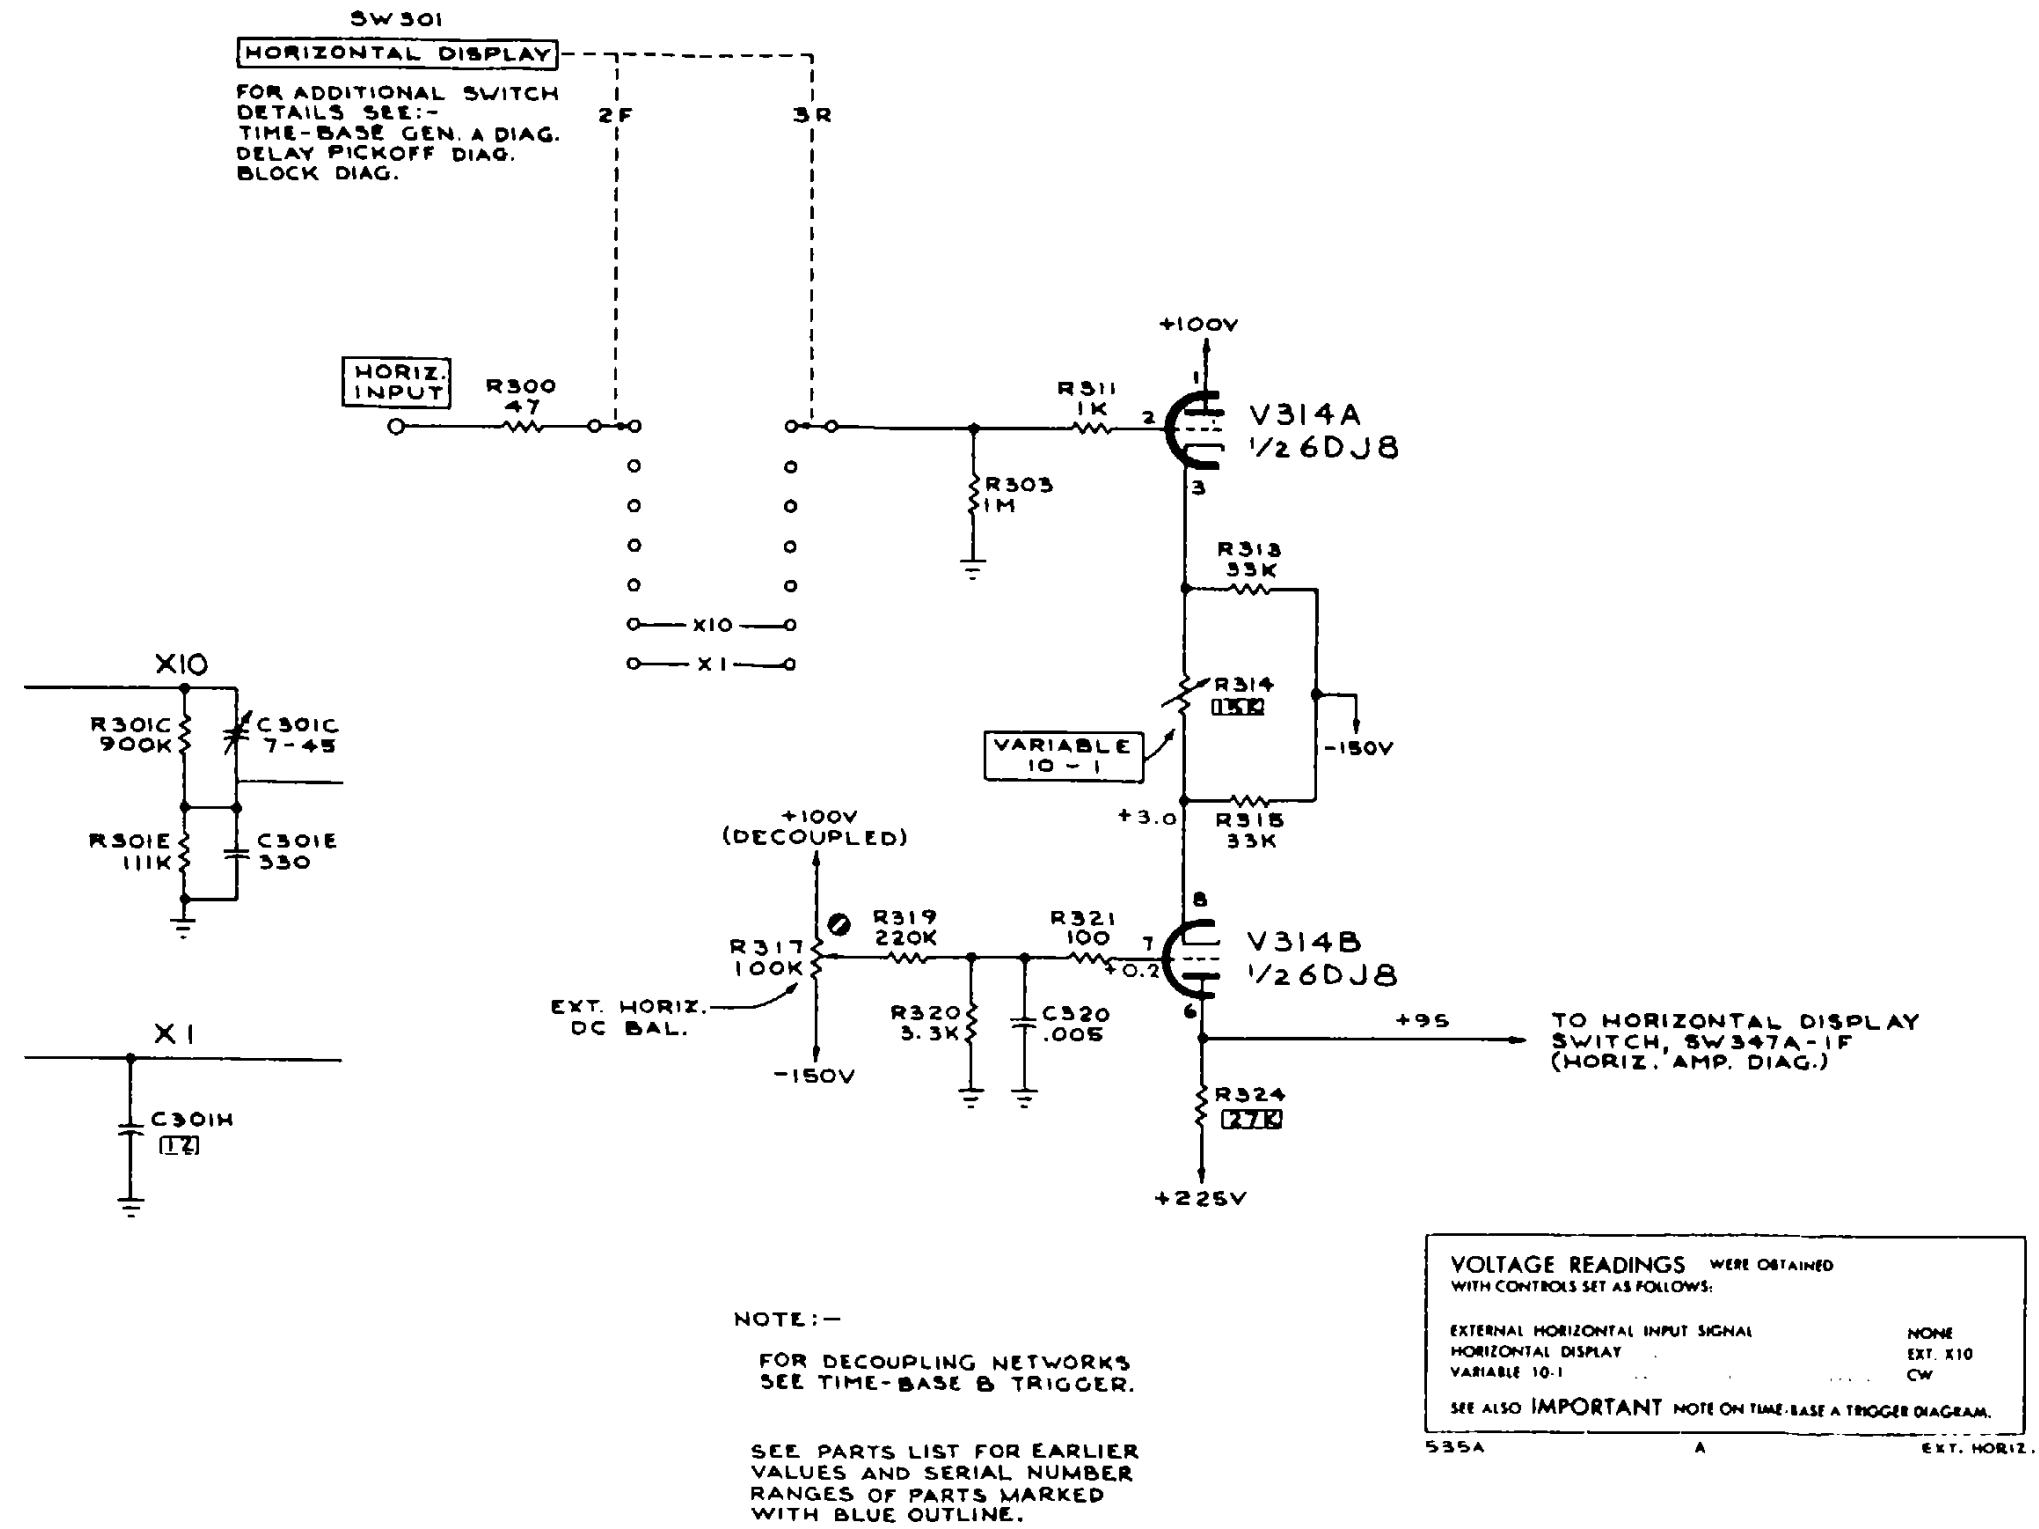 SW301
HORIZONTAL DISPLAY
FOR ADDITIONAL SWITCH
DETAILS SEE:-
TIME-BASE GEN. A DIAG.
DELAY PICKOFF DIAG.
BLOCK DIAG.
2F
3R
HORIZ.
INPUT
R300
47
X10
X1
R303
1M
R311
1K
+100V
1
2
3
V314A
1/2 6DJ8
R313
33K
R314
VARIABLE
10-1
-150V
+3.0
R315
33K
X10
R301C
900K
C301C
7-45
R301E
111K
C301E
330
X1
C301H
12
+100V
(DECOUPLED)
R317
100K
EXT. HORIZ.
DC BAL.
-150V
R319
220K
R320
3.3K
C320
.005
R321
100
+0.2
7
8
6
V314B
1/2 6DJ8
+95
TO HORIZONTAL DISPLAY
SWITCH, SW347A-1F
(HORIZ. AMP. DIAG.)
R324
27K
+225V
NOTE:-
FOR DECOUPLING NETWORKS
SEE TIME-BASE B TRIGGER.
SEE PARTS LIST FOR EARLIER
VALUES AND SERIAL NUMBER
RANGES OF PARTS MARKED
WITH BLUE OUTLINE.
VOLTAGE READINGS WERE OBTAINED
WITH CONTROLS SET AS FOLLOWS:
EXTERNAL HORIZONTAL INPUT SIGNAL NONE
HORIZONTAL DISPLAY EXT. X10
VARIABLE 10-1 CW
SEE ALSO IMPORTANT NOTE ON TIME-BASE A TRIGGER DIAGRAM.
535A A EXT. HORIZ.